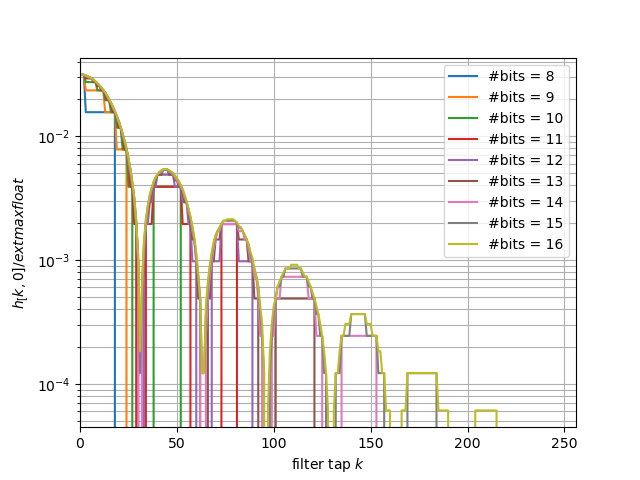 h[k, 0]/extmaxfloat
10⁻²
10⁻³
10⁻⁴
#bits = 8
#bits = 9
#bits = 10
#bits = 11
#bits = 12
#bits = 13
#bits = 14
#bits = 15
#bits = 16
0 50 100 150 200 250
filter tap k